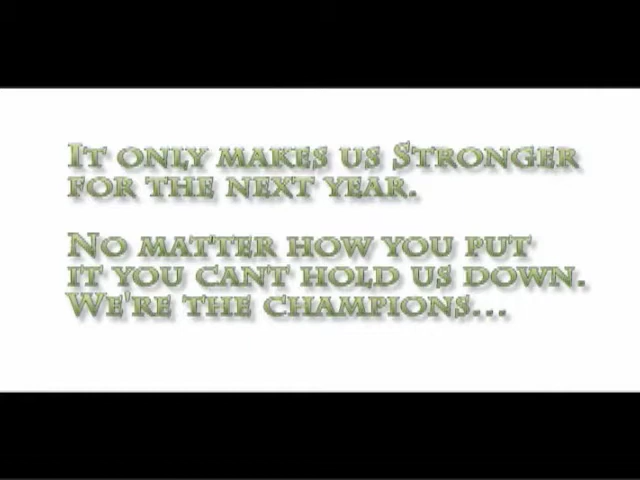 It only makes us Stronger
for the next year.
No matter how you put
it you cant hold us down.
We're the champions...